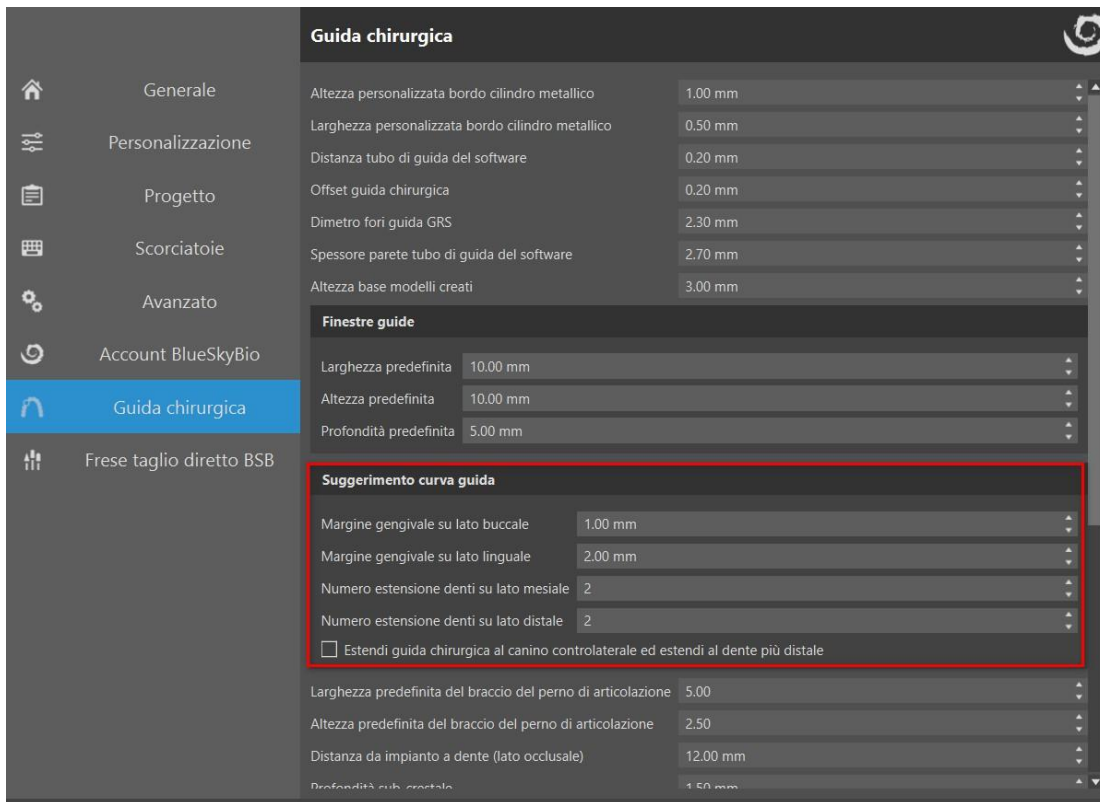 Guida chirurgica
Generale
Personalizzazione
Progetto
Scorciatoie
Avanzato
Account BlueSkyBio
Guida chirurgica
Frese taglio diretto BSB
Altezza personalizzata bordo cilindro metallico 1.00 mm
Larghezza personalizzata bordo cilindro metallico 0.50 mm
Distanza tubo di guida del software 0.20 mm
Offset guida chirurgica 0.20 mm
Dimetro fori guida GRS 2.30 mm
Spessore parete tubo di guida del software 2.70 mm
Altezza base modelli creati 3.00 mm
Finestre guide
Larghezza predefinita 10.00 mm
Altezza predefinita 10.00 mm
Profondità predefinita 5.00 mm
Suggerimento curva guida
Margine gengivale su lato buccale 1.00 mm
Margine gengivale su lato linguale 2.00 mm
Numero estensione denti su lato mesiale 2
Numero estensione denti su lato distale 2
Estendi guida chirurgica al canino controlaterale ed estendi al dente più distale
Larghezza predefinita del braccio del perno di articolazione 5.00
Altezza predefinita del braccio del perno di articolazione 2.50
Distanza da impianto a dente (lato occlusale) 12.00 mm
Profondità sub-crestale 1.50 mm